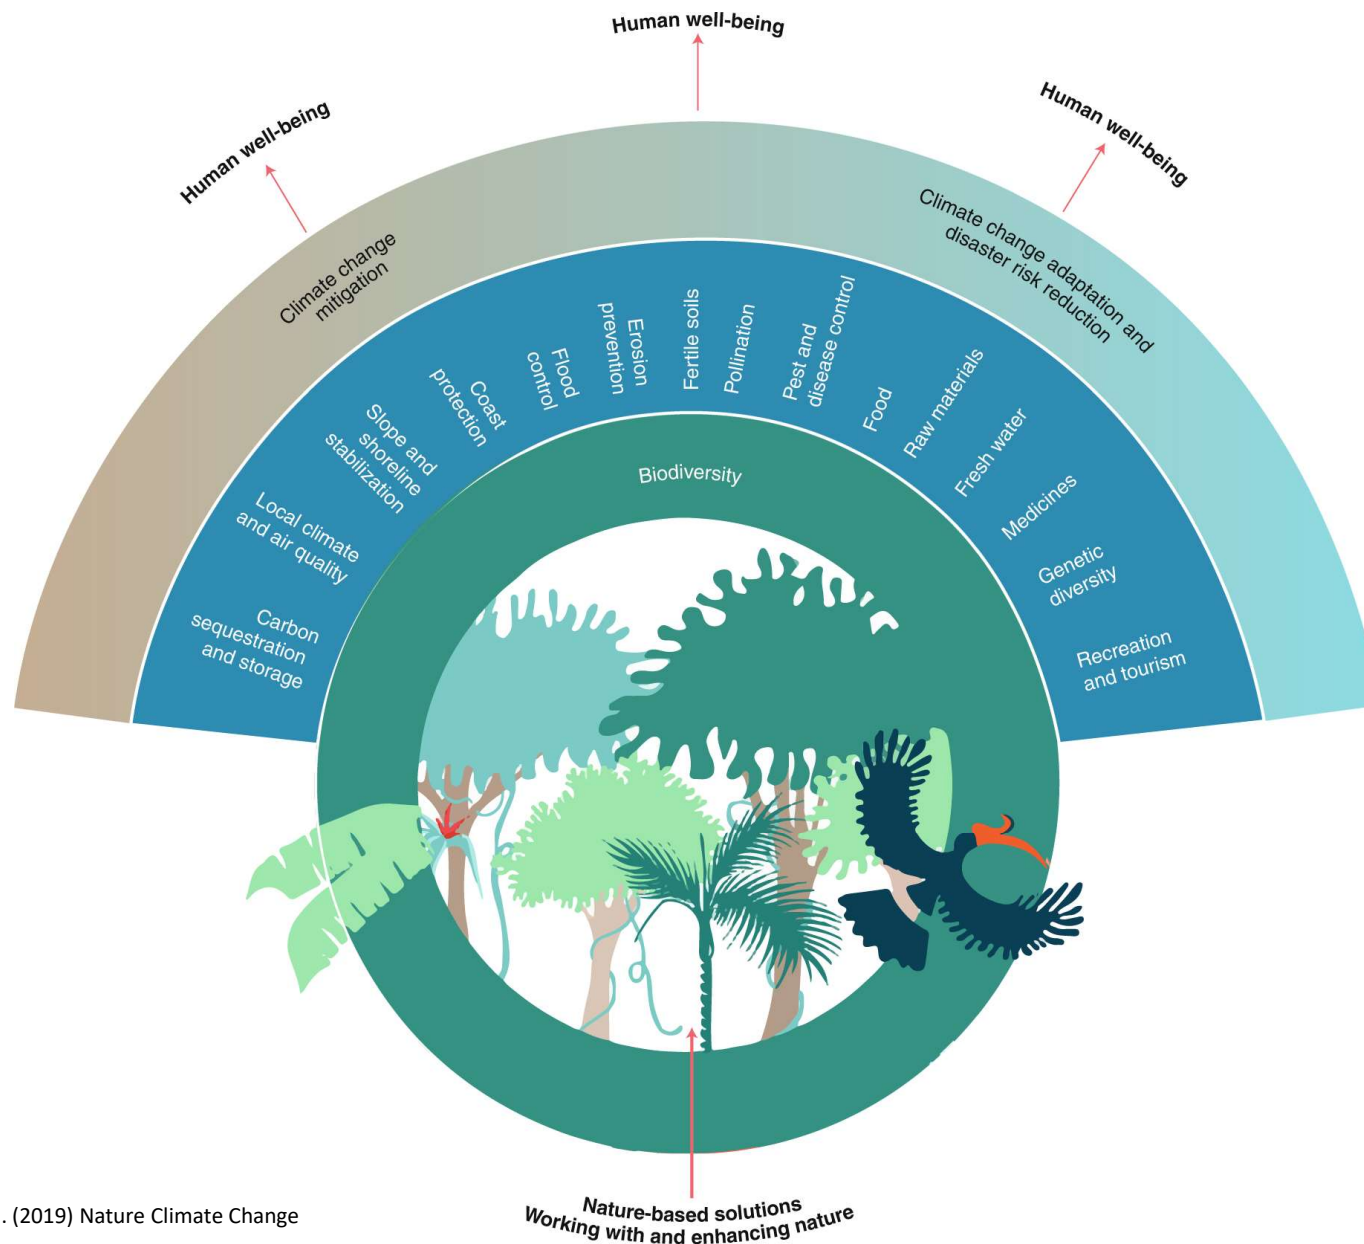 Human well-being
Human well-being
Human well-being
Climate change
mitigation
Climate change adaptation and
disaster risk reduction
Carbon
sequestration
and storage
Local climate
and air quality
Slope and
shoreline
stabilization
Coast
protection
Flood
control
Erosion
prevention
Fertile soils
Pollination
Pest and
disease control
Food
Raw materials
Fresh water
Medicines
Genetic
diversity
Recreation
and tourism
Biodiversity
Nature-based solutions
Working with and enhancing nature
. (2019) Nature Climate Change